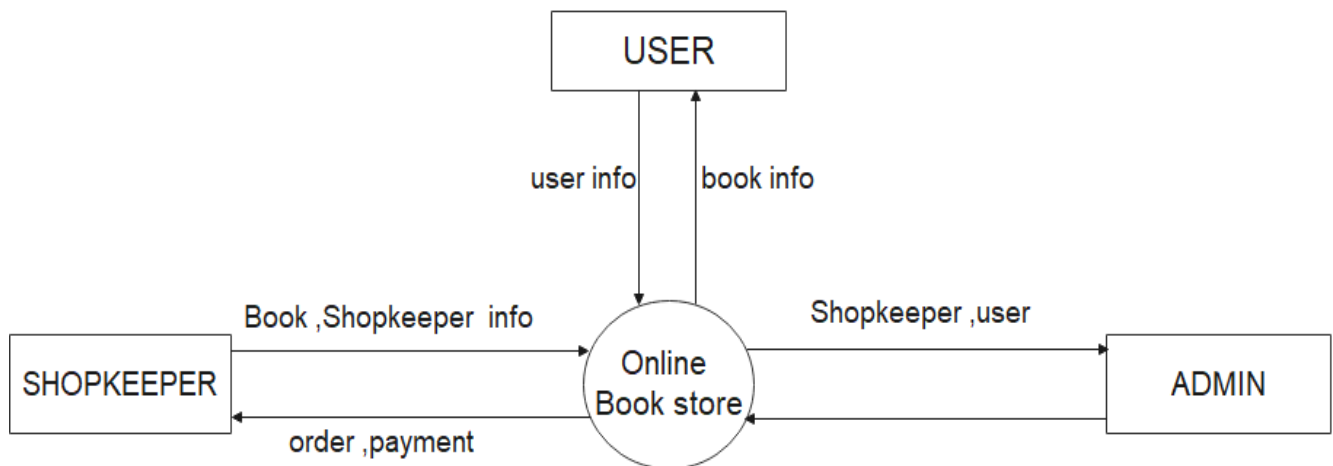 USER
user info
book info
Book ,Shopkeeper info
Shopkeeper ,user
SHOPKEEPER
Online
Book store
ADMIN
order ,payment